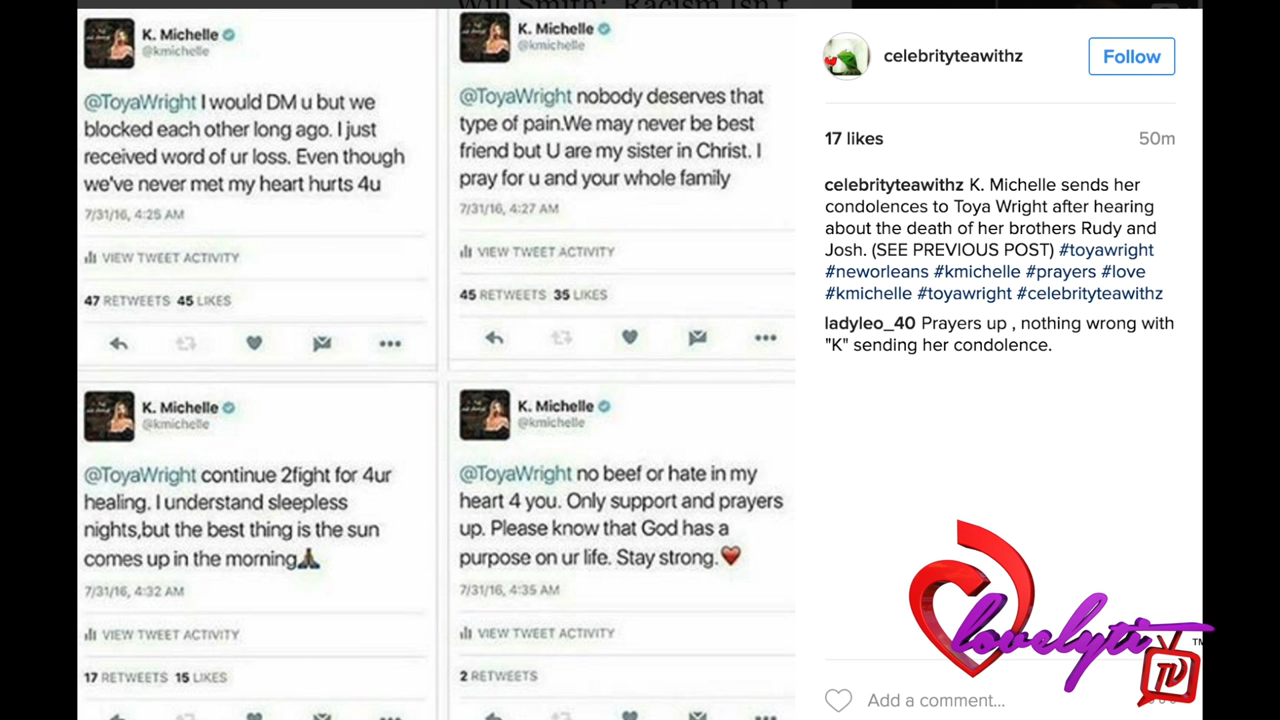 Will Smith: 'Racism Isn't
K. Michelle
@kmichelle
@ToyaWright I would DM u but we
blocked each other long ago. I just
received word of ur loss. Even though
we've never met my heart hurts 4u
7/31/16, 4:25 AM
VIEW TWEET ACTIVITY
47 RETWEETS 45 LIKES
K. Michelle
@kmichelle
@ToyaWright nobody deserves that
type of pain.We may never be best
friend but U are my sister in Christ. I
pray for u and your whole family
7/31/16, 4:27 AM
VIEW TWEET ACTIVITY
45 RETWEETS 35 LIKES
K. Michelle
@kmichelle
@ToyaWright continue 2fight for 4ur
healing. I understand sleepless
nights,but the best thing is the sun
comes up in the morning🙏🏾
7/31/16, 4:32 AM
VIEW TWEET ACTIVITY
17 RETWEETS 15 LIKES
K. Michelle
@kmichelle
@ToyaWright no beef or hate in my
heart 4 you. Only support and prayers
up. Please know that God has a
purpose on ur life. Stay strong.❤️
7/31/16, 4:35 AM
VIEW TWEET ACTIVITY
2 RETWEETS
celebrityteawithz
Follow
17 likes 50m
celebrityteawithz K. Michelle sends her
condolences to Toya Wright after hearing
about the death of her brothers Rudy and
Josh. (SEE PREVIOUS POST) #toyawright
#neworleans #kmichelle #prayers #love
#kmichelle #toyawright #celebrityteawithz
ladyleo_40 Prayers up , nothing wrong with
"K" sending her condolence.
lovelyti TM
TV
Add a comment...